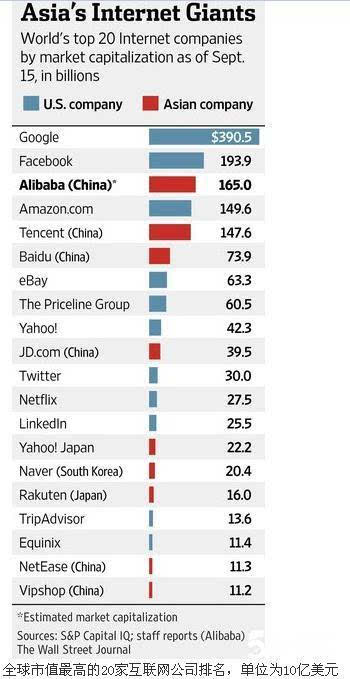 Asia's Internet Giants
World's top 20 Internet companies
by market capitalization as of Sept.
15, in billions
U.S. company Asian company
Google $390.5
Facebook 193.9
Alibaba (China)* 165.0
Amazon.com 149.6
Tencent (China) 147.6
Baidu (China) 73.9
eBay 63.3
The Priceline Group 60.5
Yahoo! 42.3
JD.com (China) 39.5
Twitter 30.0
Netflix 27.5
LinkedIn 25.5
Yahoo! Japan 22.2
Naver (South Korea) 20.4
Rakuten (Japan) 16.0
TripAdvisor 13.6
Equinix 11.4
NetEase (China) 11.3
Vipshop (China) 11.2
*Estimated market capitalization
Sources: S&P Capital IQ; staff reports (Alibaba)
The Wall Street Journal
全球市值最高的20家互联网公司排名，单位为10亿美元